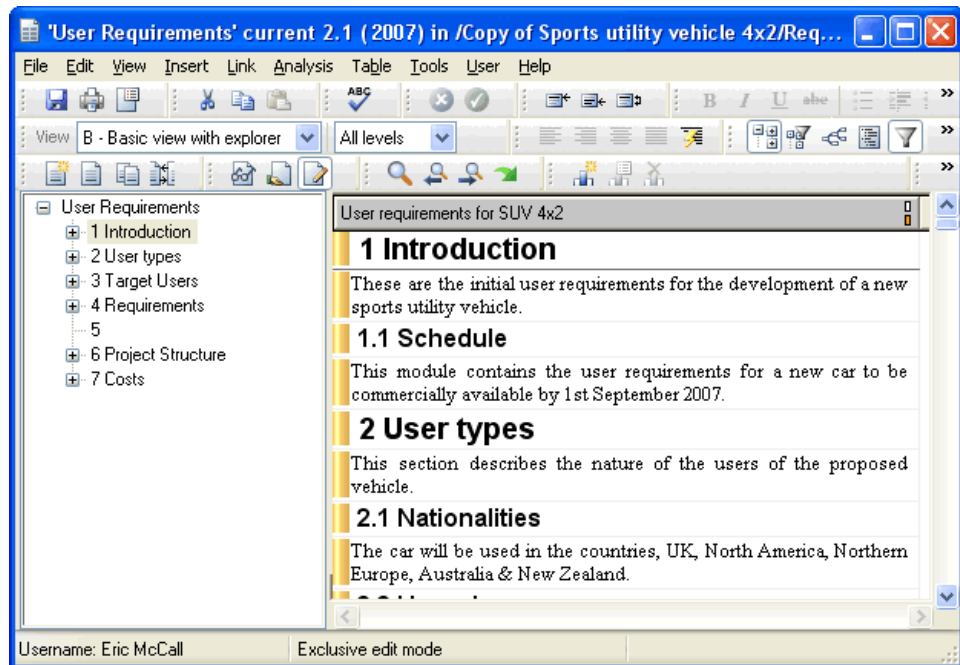 'User Requirements' current 2.1 (2007) in /Copy of Sports utility vehicle 4x2/Req...
File Edit View Insert Link Analysis Table Tools User Help
ABC
B I U abc
View B - Basic view with explorer All levels
User Requirements
1 Introduction
2 User types
3 Target Users
4 Requirements
5
6 Project Structure
7 Costs
User requirements for SUV 4x2
1 Introduction
These are the initial user requirements for the development of a new
sports utility vehicle.
1.1 Schedule
This module contains the user requirements for a new car to be
commercially available by 1st September 2007.
2 User types
This section describes the nature of the users of the proposed
vehicle.
2.1 Nationalities
The car will be used in the countries, UK, North America, Northern
Europe, Australia & New Zealand.
Username: Eric McCall Exclusive edit mode